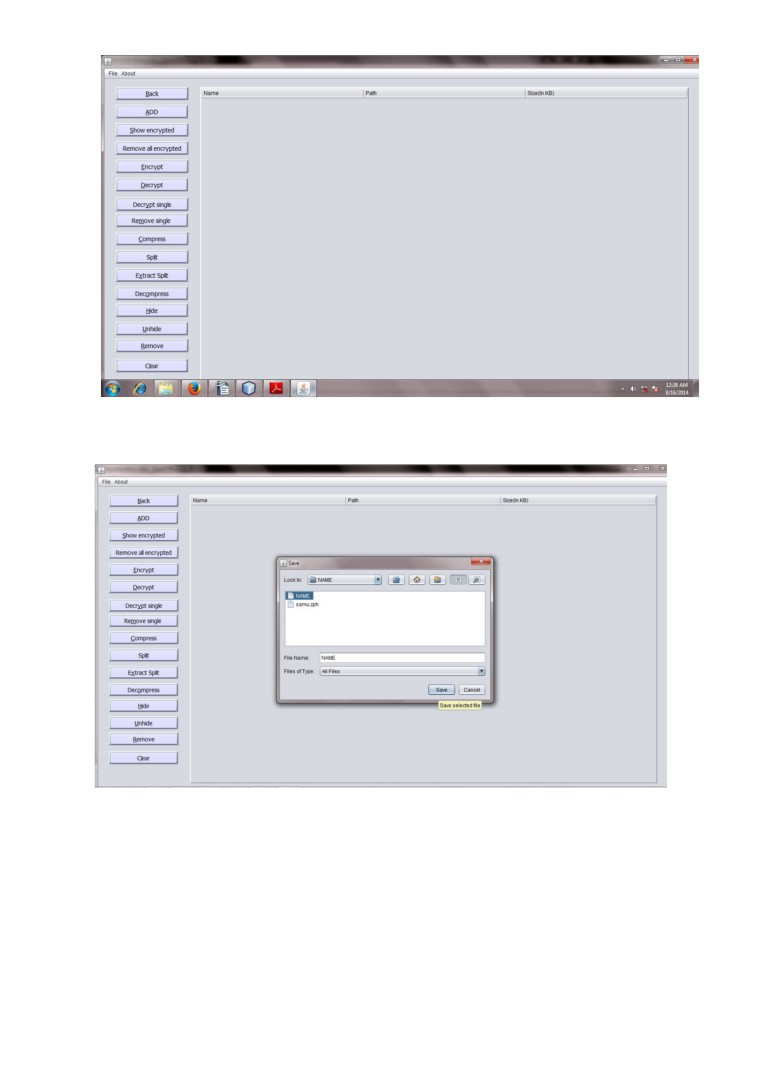 File About
Back
Name Path Size(In KB)
ADD
Show encrypted
Remove all encrypted
Encrypt
Decrypt
Decrypt single
Remove single
Compress
Split
Extract Split
Decompress
Hide
Unhide
Remove
Clear
12:28 AM
8/16/2014
File About
Back
Name Path Size(In KB)
ADD
Show encrypted
Remove all encrypted
Encrypt
Decrypt
Decrypt single
Remove single
Compress
Split
Extract Split
Decompress
Hide
Unhide
Remove
Clear
Save
Look In: NAME
NAME
samu.zph
File Name: NAME
Files of Type: All Files
Save Cancel
Save selected file